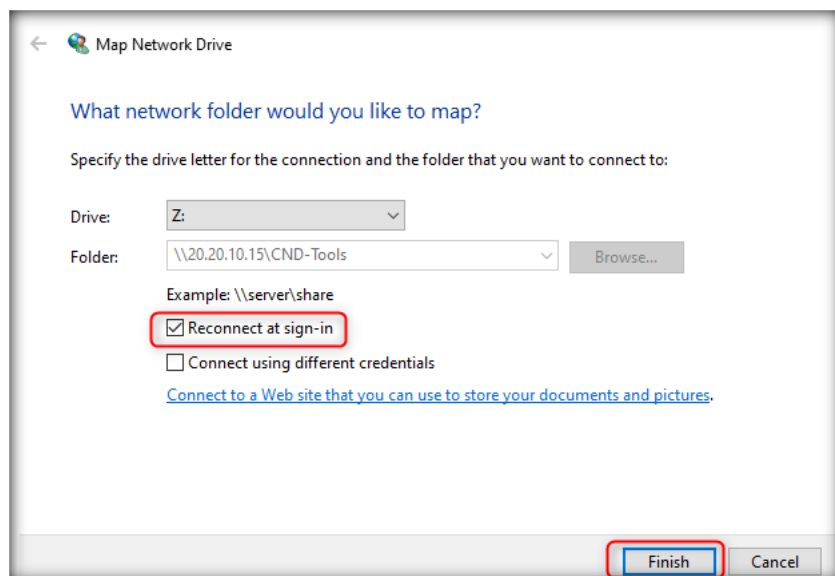 Map Network Drive
What network folder would you like to map?
Specify the drive letter for the connection and the folder that you want to connect to:
Drive: Z:
Folder: \\20.20.10.15\CND-Tools Browse...
Example: \\server\share
Reconnect at sign-in
Connect using different credentials
Connect to a Web site that you can use to store your documents and pictures.
Finish Cancel